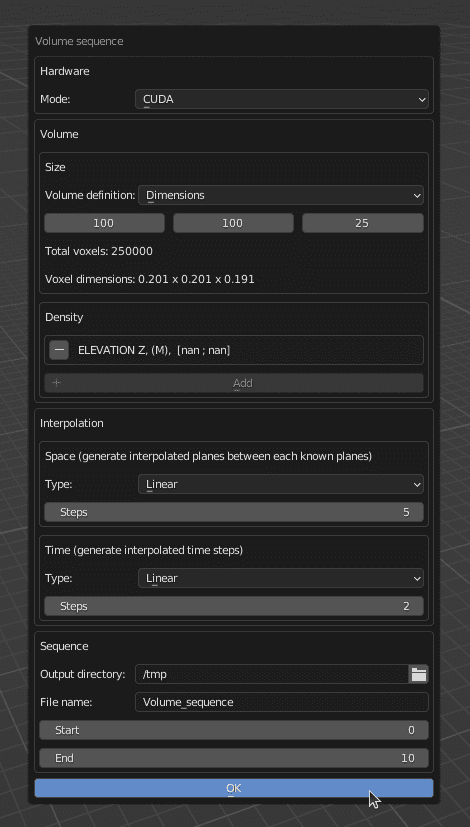 Volume sequence
Hardware
Mode: CUDA
Volume
Size
Volume definition: Dimensions
100 100 25
Total voxels: 250000
Voxel dimensions: 0.201 x 0.201 x 0.191
Density
ELEVATION Z, (M), [nan ; nan]
Add
Interpolation
Space (generate interpolated planes between each known planes)
Type: Linear
Steps 5
Time (generate interpolated time steps)
Type: Linear
Steps 2
Sequence
Output directory: /tmp
File name: Volume_sequence
Start 0
End 10
OK